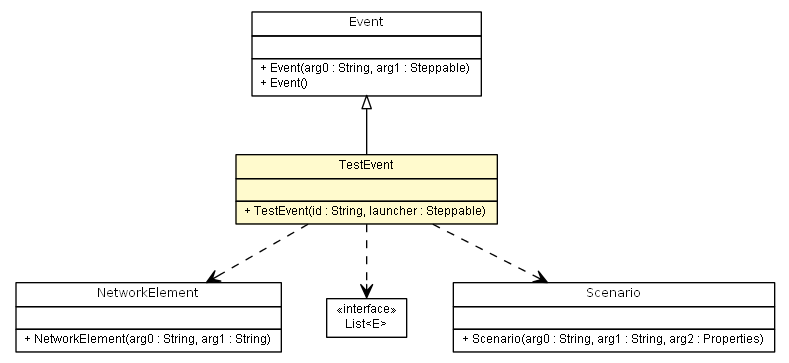 Event
+ Event(arg0 : String, arg1 : Steppable)
+ Event()
TestEvent
+ TestEvent(id : String, launcher : Steppable)
NetworkElement
+ NetworkElement(arg0 : String, arg1 : String)
«interface»
List<E>
Scenario
+ Scenario(arg0 : String, arg1 : String, arg2 : Properties)